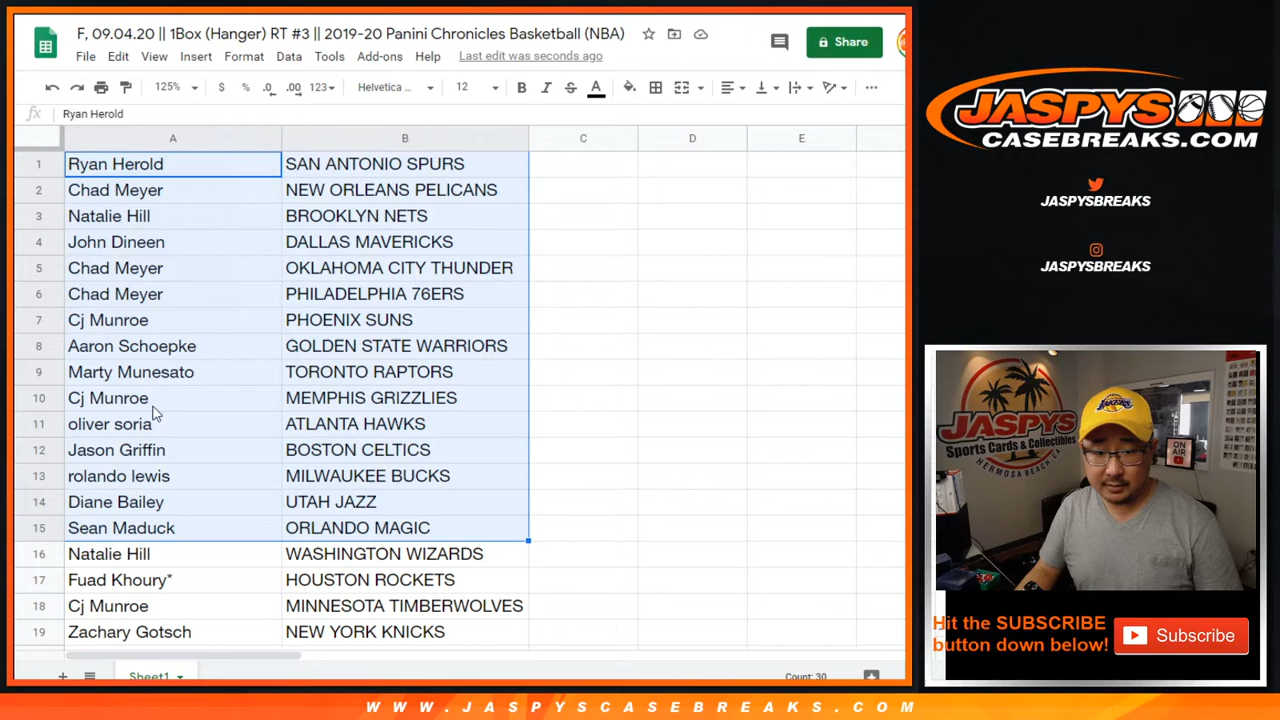 F, 09.04.20 || 1Box (Hanger) RT #3 || 2019-20 Panini Chronicles Basketball (NBA)
File Edit View Insert Format Data Tools Add-ons Help Last edit was seconds ago
Share
125% $ % .0 .00 123 Helvetica ... 12 B I S A
fx Ryan Herold
A B C D E
1 Ryan Herold SAN ANTONIO SPURS
2 Chad Meyer NEW ORLEANS PELICANS
3 Natalie Hill BROOKLYN NETS
4 John Dineen DALLAS MAVERICKS
5 Chad Meyer OKLAHOMA CITY THUNDER
6 Chad Meyer PHILADELPHIA 76ERS
7 Cj Munroe PHOENIX SUNS
8 Aaron Schoepke GOLDEN STATE WARRIORS
9 Marty Munesato TORONTO RAPTORS
10 Cj Munroe MEMPHIS GRIZZLIES
11 oliver soria ATLANTA HAWKS
12 Jason Griffin BOSTON CELTICS
13 rolando lewis MILWAUKEE BUCKS
14 Diane Bailey UTAH JAZZ
15 Sean Maduck ORLANDO MAGIC
16 Natalie Hill WASHINGTON WIZARDS
17 Fuad Khoury* HOUSTON ROCKETS
18 Cj Munroe MINNESOTA TIMBERWOLVES
19 Zachary Gotsch NEW YORK KNICKS
Sheet1
Count: 30
JASPYS
CASEBREAKS.COM
JASPYSBREAKS
JASPYSBREAKS
JASPYS
Sports Cards & Collectibles
HERMOSA BEACH, CA
ON AIR
LAKERS
Hit the SUBSCRIBE
button down below!
Subscribe
WWW.JASPYSCASEBREAKS.COM